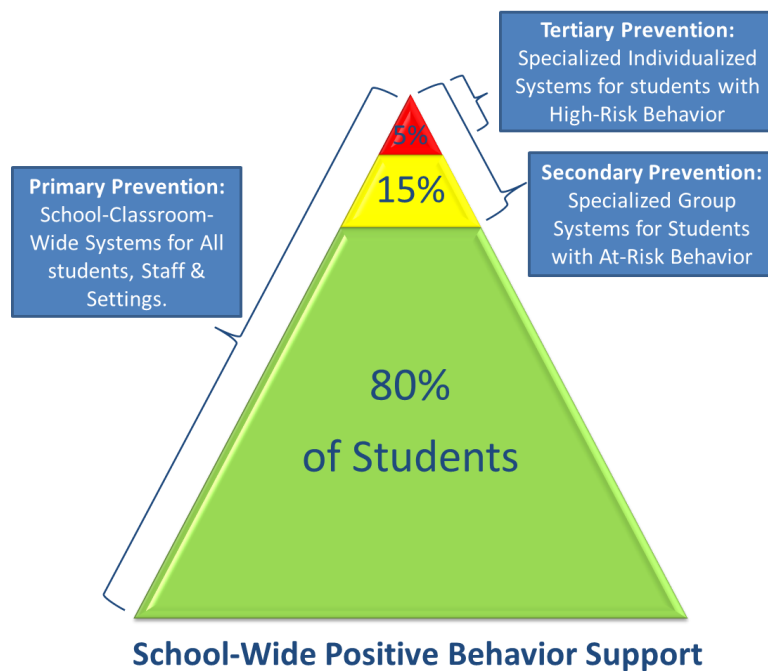 Tertiary Prevention:
Specialized Individualized
Systems for students with
High-Risk Behavior
5%
Primary Prevention:
School-Classroom-
Wide Systems for All
students, Staff &
Settings.
15%
Secondary Prevention:
Specialized Group
Systems for Students
with At-Risk Behavior
80%
of Students
School-Wide Positive Behavior Support